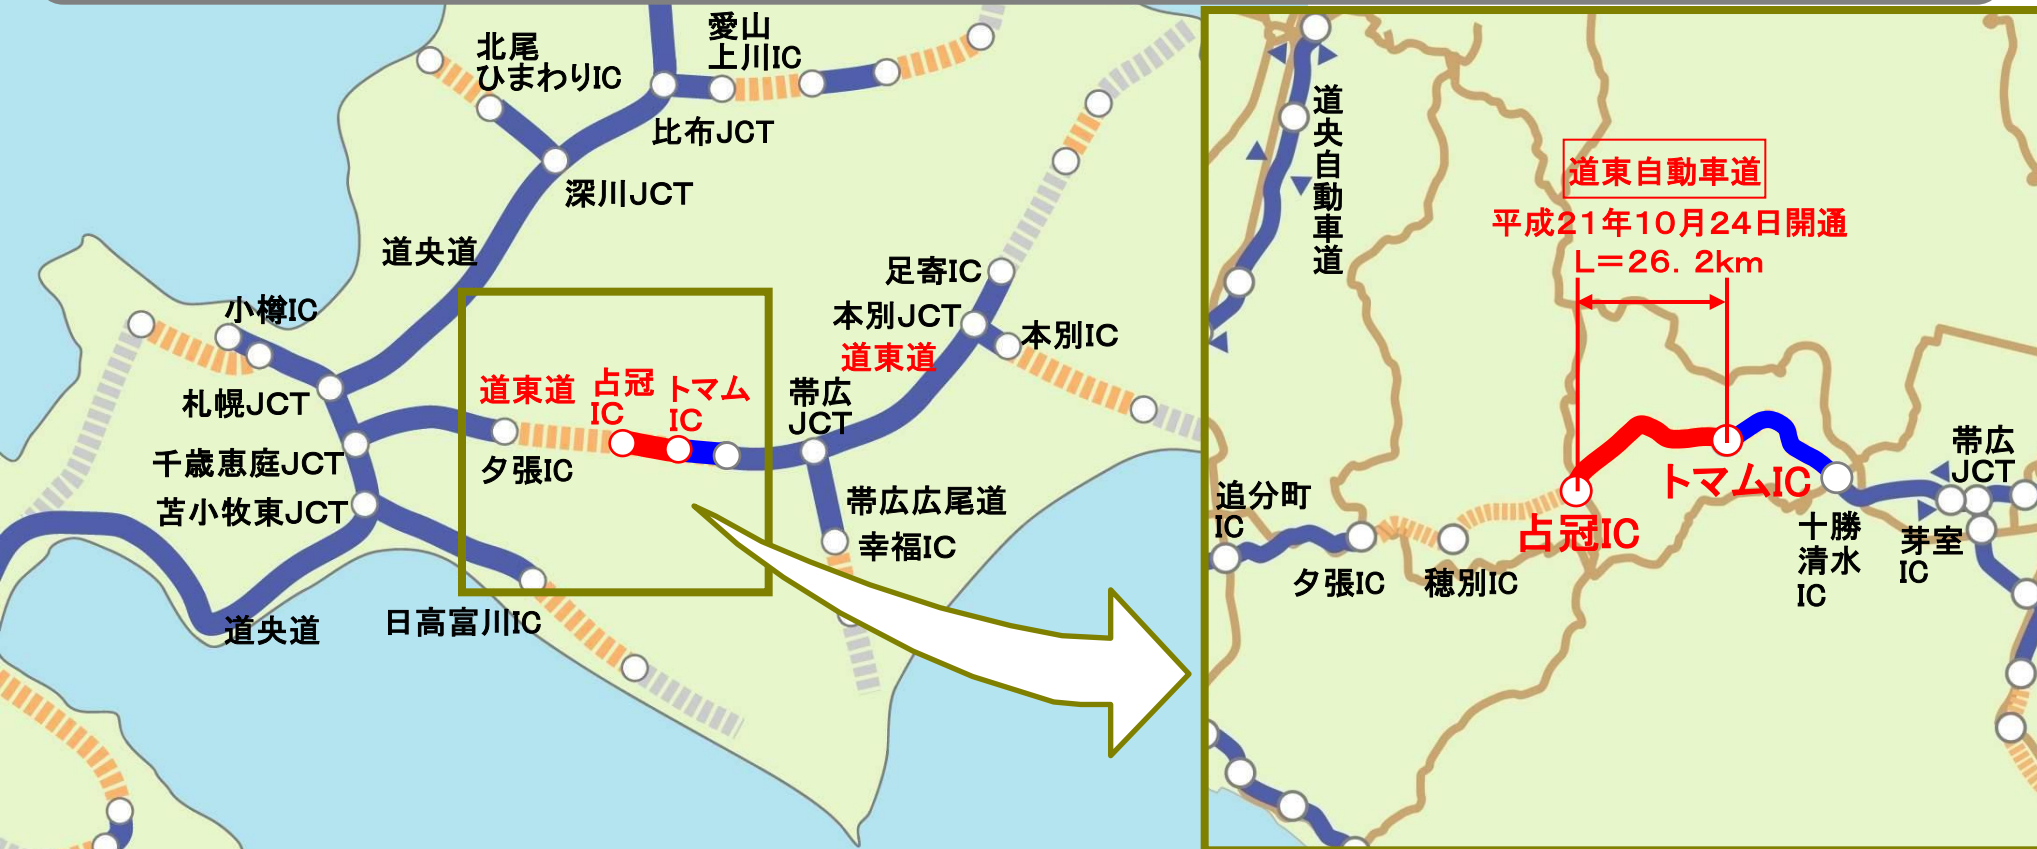 北尾
ひまわりIC
愛山
上川IC
比布JCT
深川JCT
道央道
小樽IC
札幌JCT
千歳恵庭JCT
苫小牧東JCT
道央道
日高富川IC
道東道
占冠
IC
トマム
IC
夕張IC
足寄IC
本別JCT
本別IC
道東道
帯広
JCT
帯広広尾道
幸福IC
道央自動車道
道東自動車道
平成21年10月24日開通
L=26. 2km
トマムIC
占冠IC
追分町
IC
夕張IC
穂別IC
十勝
清水
IC
帯広
JCT
芽室
IC